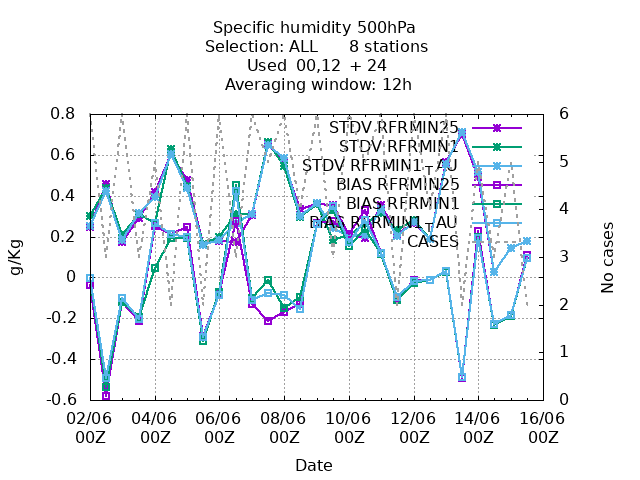 Specific humidity 500hPa
Selection: ALL 8 stations
Used 00,12 + 24
Averaging window: 12h
0.8
0.6
0.4
0.2
0
-0.2
-0.4
-0.6
g/Kg
STDV RFRMIN25
STDV RFRMIN1
STDV RFRMIN1_AU
BIAS RFRMIN25
BIAS RFRMIN1
BIAS RFRMIN1_AU
CASES
6
5
4
3
2
1
0
No cases
02/06 04/06 06/06 08/06 10/06 12/06 14/06 16/06
00Z 00Z 00Z 00Z 00Z 00Z 00Z 00Z
Date